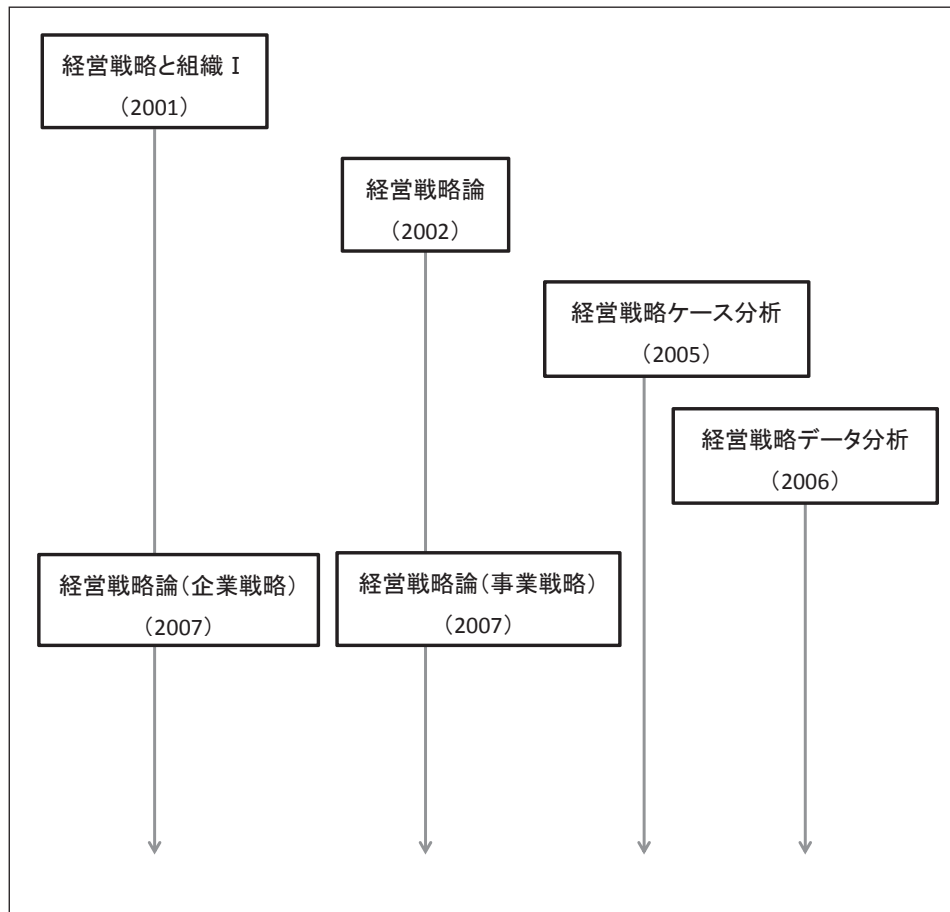 経営戦略と組織Ⅰ
（2001）
経営戦略論
（2002）
経営戦略ケース分析
（2005）
経営戦略データ分析
（2006）
経営戦略論（企業戦略）
（2007）
経営戦略論（事業戦略）
（2007）